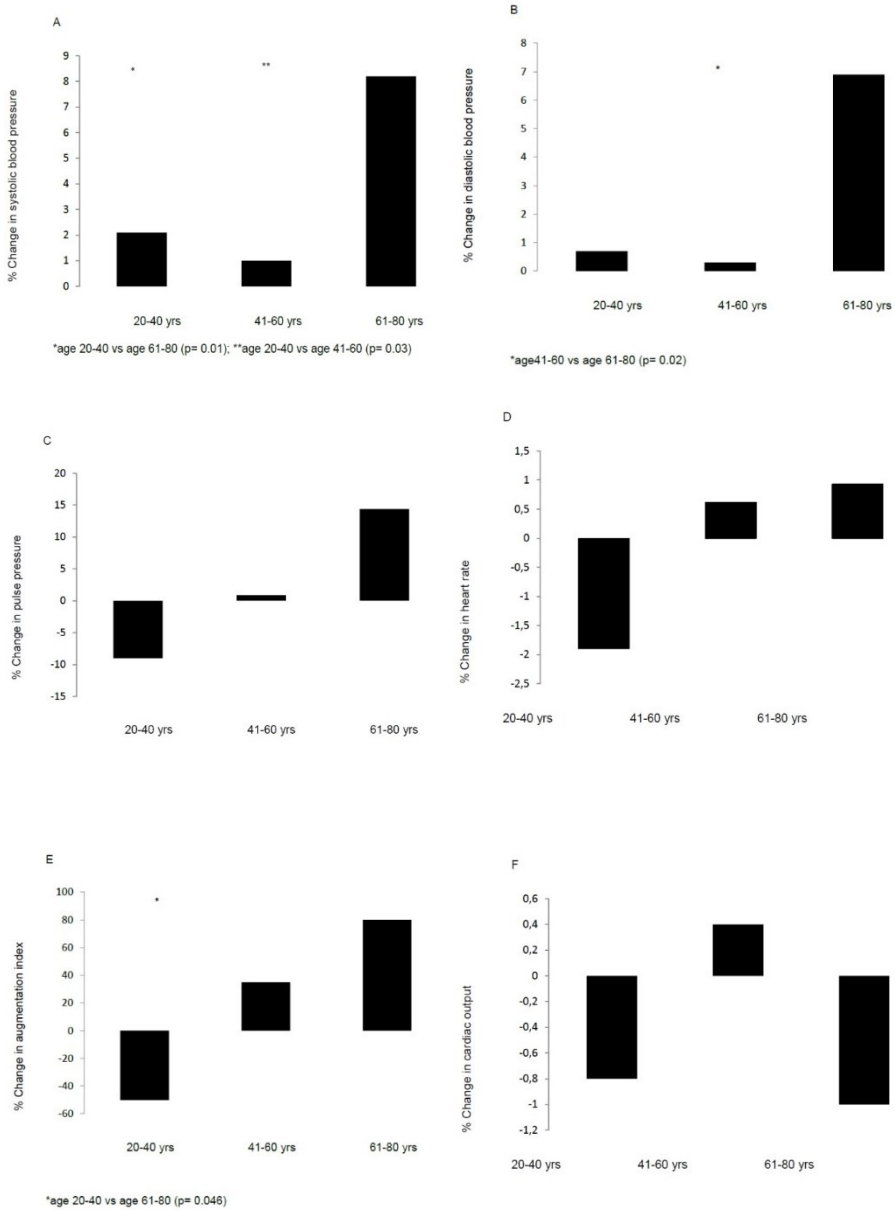 A
% Change in systolic blood pressure
9
8
7
6
5
4
3
2
1
0
*
**
20-40 yrs
41-60 yrs
61-80 yrs
*age 20-40 vs age 61-80 (p= 0.01); **age 20-40 vs age 41-60 (p= 0.03)
B
% Change in diastolic blood pressure
8
7
6
5
4
3
2
1
0
*
20-40 yrs
41-60 yrs
61-80 yrs
*age41-60 vs age 61-80 (p= 0.02)
C
% Change in pulse pressure
20
15
10
5
0
-5
-10
-15
20-40 yrs
41-60 yrs
61-80 yrs
D
% Change in heart rate
1,5
1
0,5
0
-0,5
-1
-1,5
-2
-2,5
20-40 yrs
41-60 yrs
61-80 yrs
E
% Change in augmentation index
100
80
60
40
20
0
-20
-40
-60
*
20-40 yrs
41-60 yrs
61-80 yrs
*age 20-40 vs age 61-80 (p= 0.046)
F
% Change in cardiac output
0,6
0,4
0,2
0
-0,2
-0,4
-0,6
-0,8
-1
-1,2
20-40 yrs
41-60 yrs
61-80 yrs